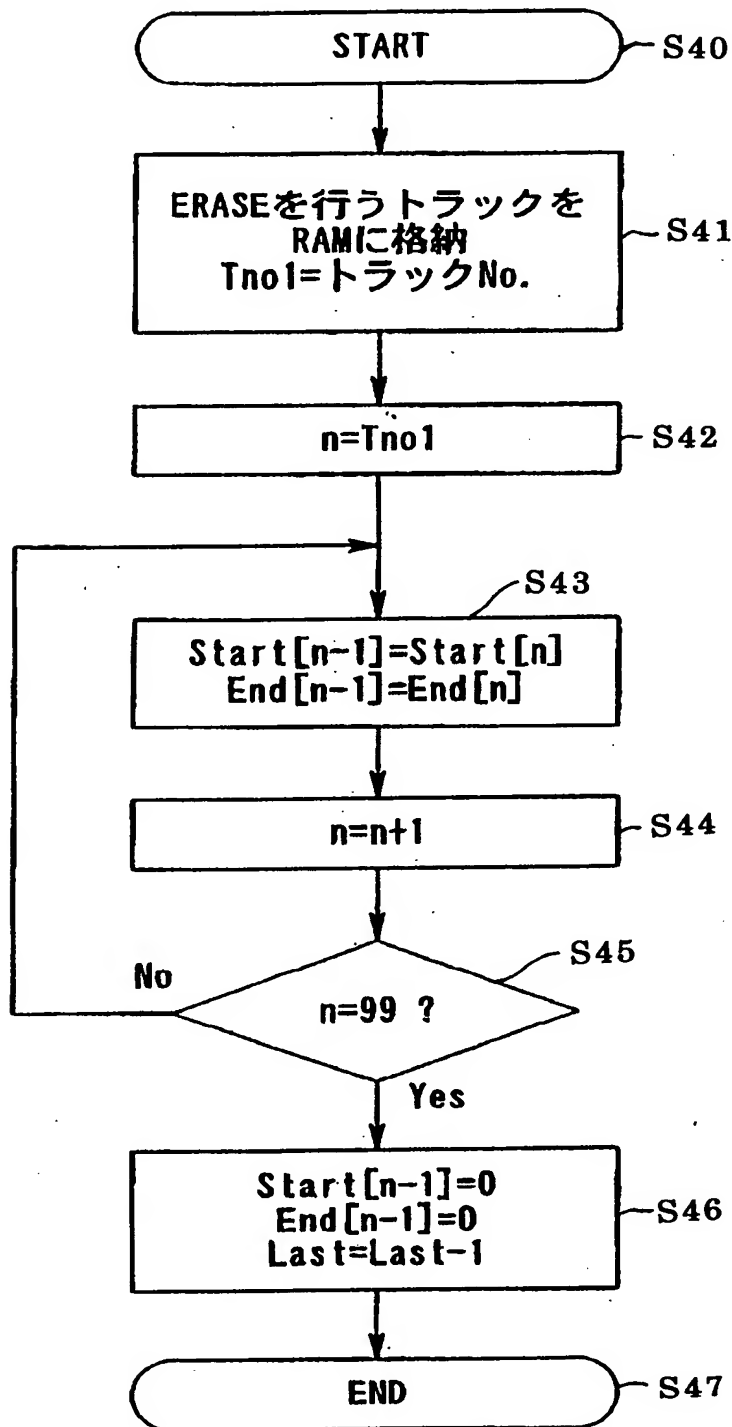 START
S40
ERASEを行うトラックを
RAMに格納
Tno1=トラックNo.
S41
n=Tno1
S42
S43
Start[n-1]=Start[n]
End[n-1]=End[n]
n=n+1
S44
S45
No
n=99 ?
Yes
Start[n-1]=0
End[n-1]=0
Last=Last-1
S46
END
S47